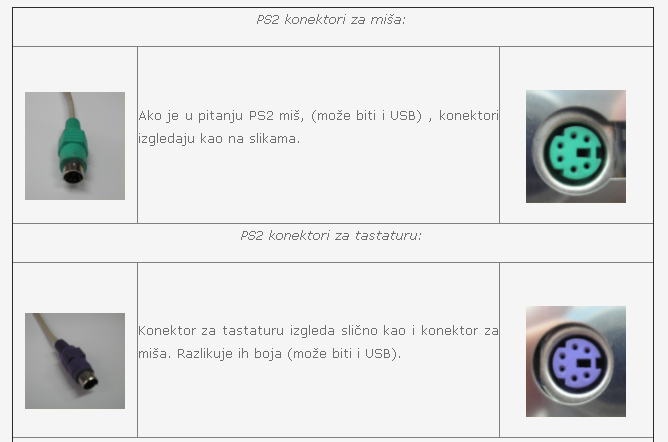 PS2 konektori za miša:
Ako je u pitanju PS2 miš, (može biti i USB) , konektori
izgledaju kao na slikama.
PS2 konektori za tastaturu:
Konektor za tastaturu izgleda slično kao i konektor za
miša. Razlikuje ih boja (može biti i USB).